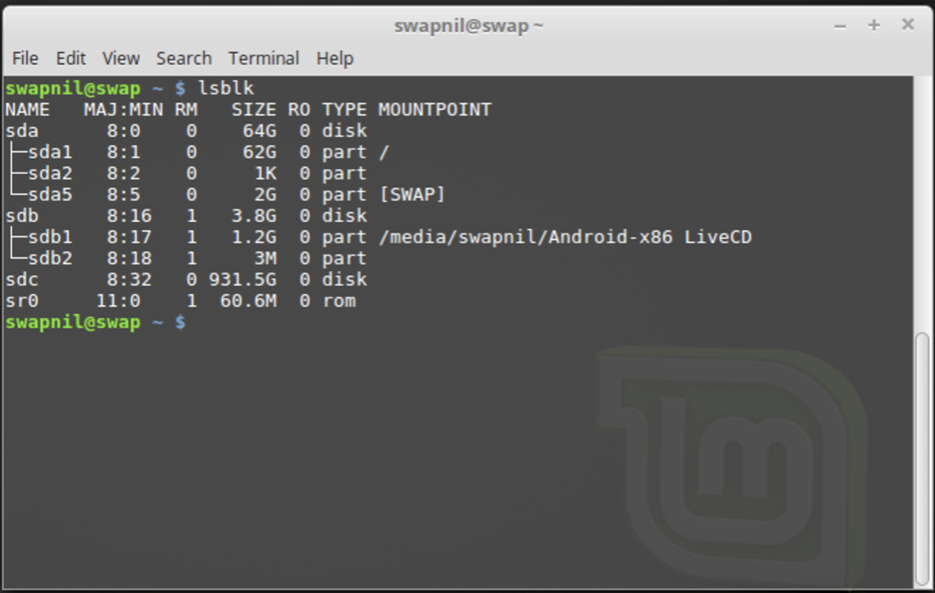 swapnil@swap ~
File Edit View Search Terminal Help
swapnil@swap ~ $ lsblk
NAME   MAJ:MIN RM   SIZE RO TYPE MOUNTPOINT
sda      8:0    0    64G  0 disk
├─sda1   8:1    0    62G  0 part /
├─sda2   8:2    0     1K  0 part
└─sda5   8:5    0     2G  0 part [SWAP]
sdb      8:16   1   3.8G  0 disk
├─sdb1   8:17   1   1.2G  0 part /media/swapnil/Android-x86 LiveCD
└─sdb2   8:18   1     3M  0 part
sdc      8:32   0 931.5G  0 disk
sr0     11:0    1  60.6M  0 rom
swapnil@swap ~ $